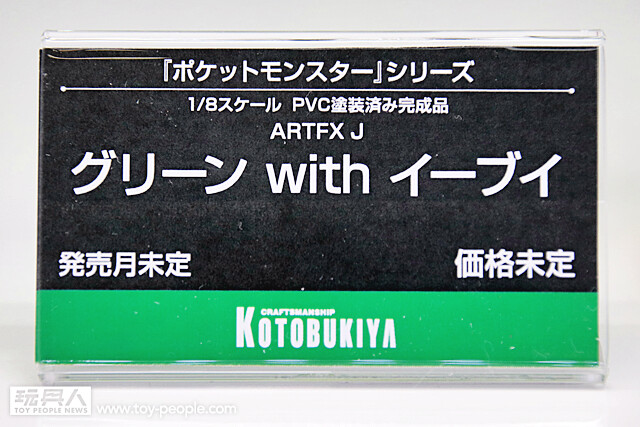 『ポケットモンスター』シリーズ
1/8スケール PVC塗装済み完成品
ARTFX J
グリーン with イーブイ
発売月未定 価格未定
CRAFTSMANSHIP
KOTOBUKIYA
玩具人
TOY PEOPLE NEWS www.toy-people.com